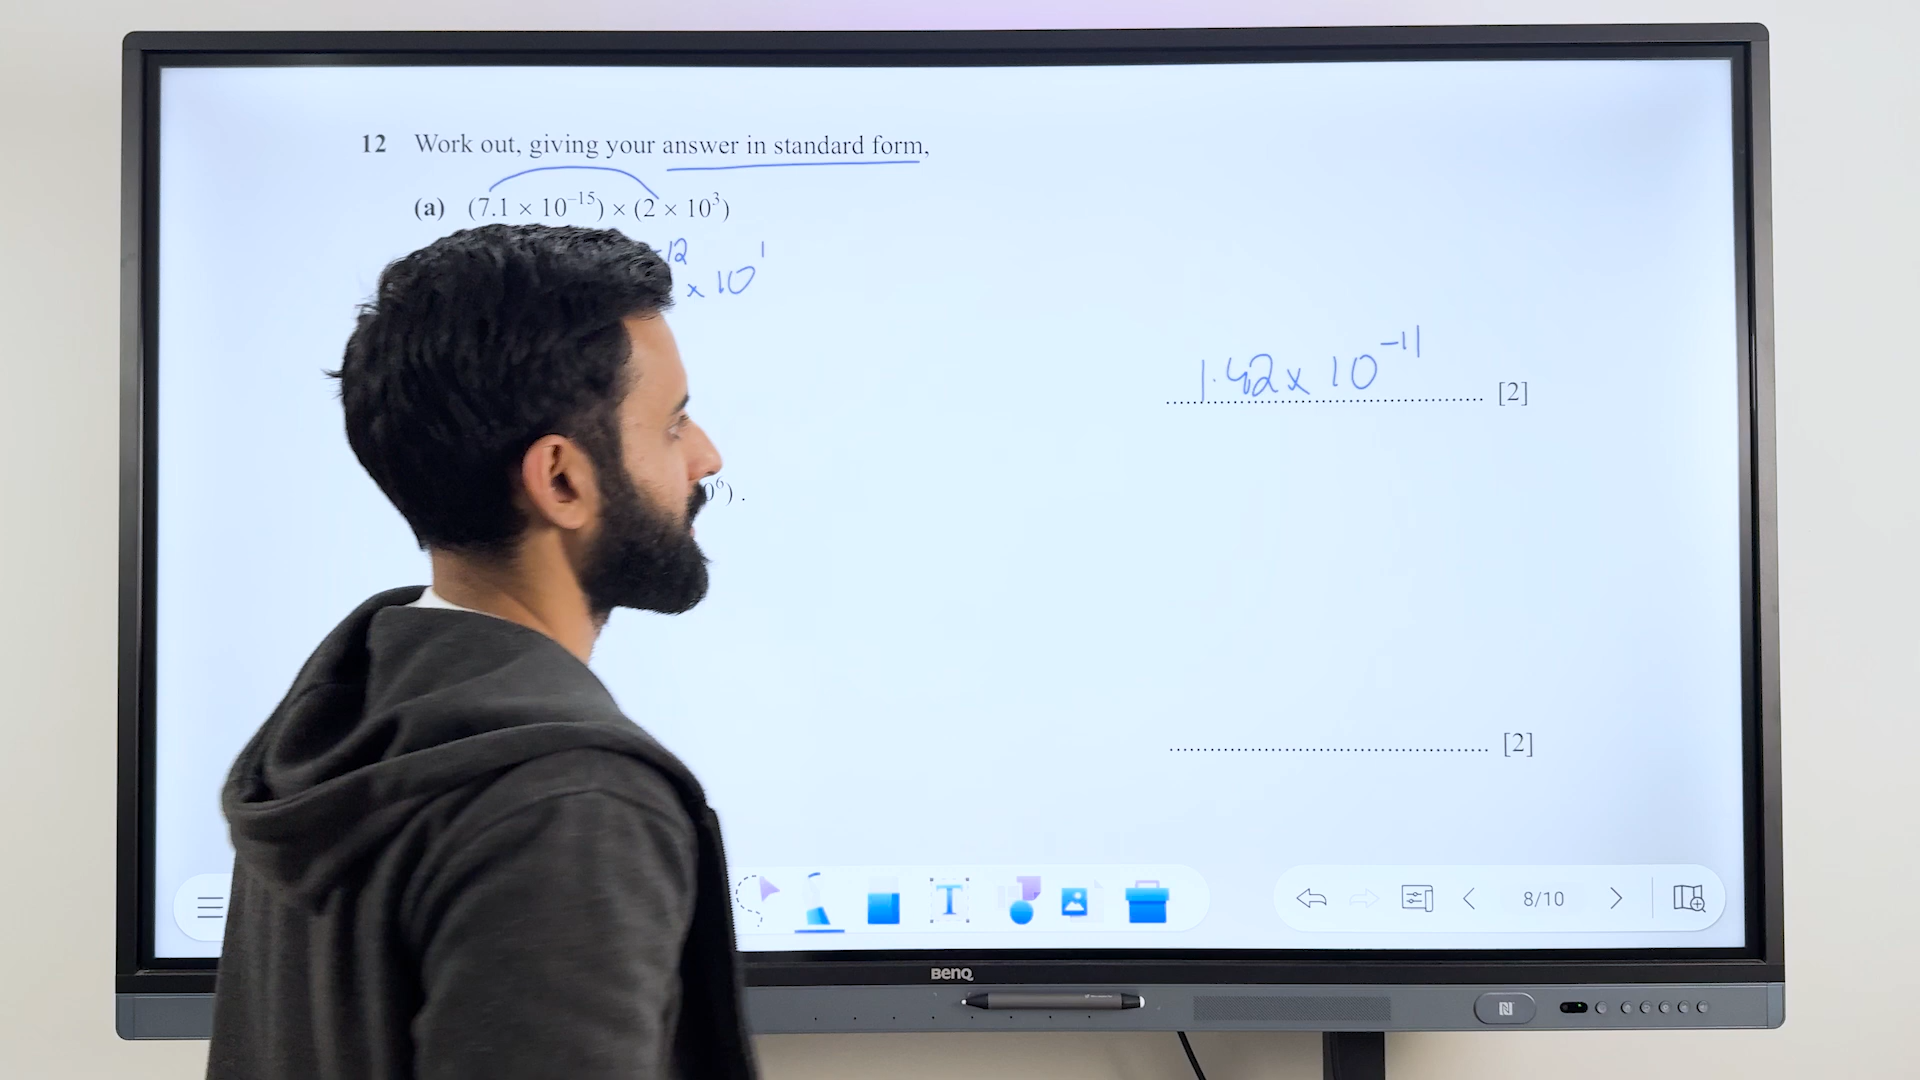 12 Work out, giving your answer in standard form,
(a) (7.1 × 10⁻¹⁵) × (2 × 10³)
-12
× 10¹
1.42 × 10⁻¹¹
[2]
0⁶) .
[2]
T
8/10
BenQ
N